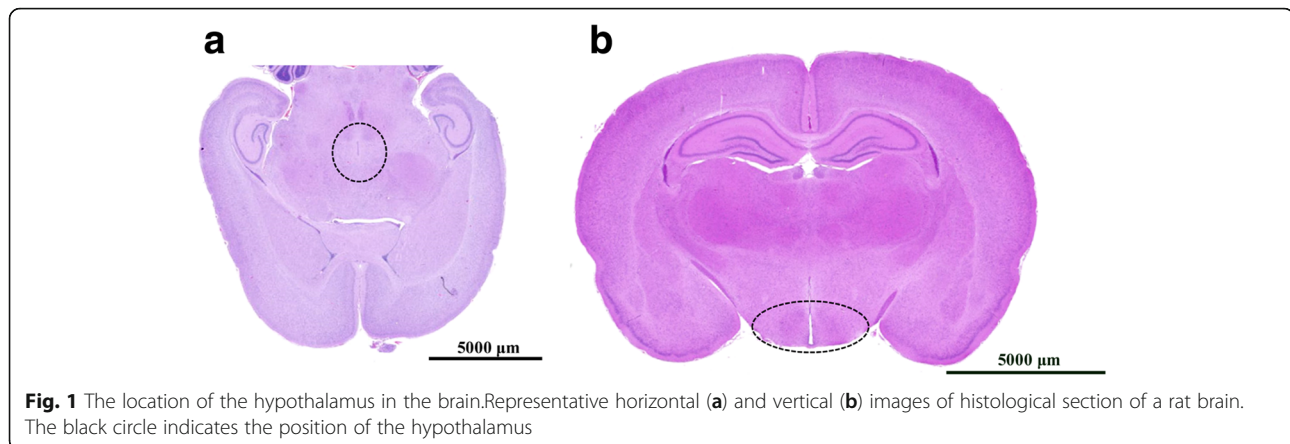 a
b
5000 μm
5000 μm
Fig. 1 The location of the hypothalamus in the brain.Representative horizontal (a) and vertical (b) images of histological section of a rat brain.
The black circle indicates the position of the hypothalamus